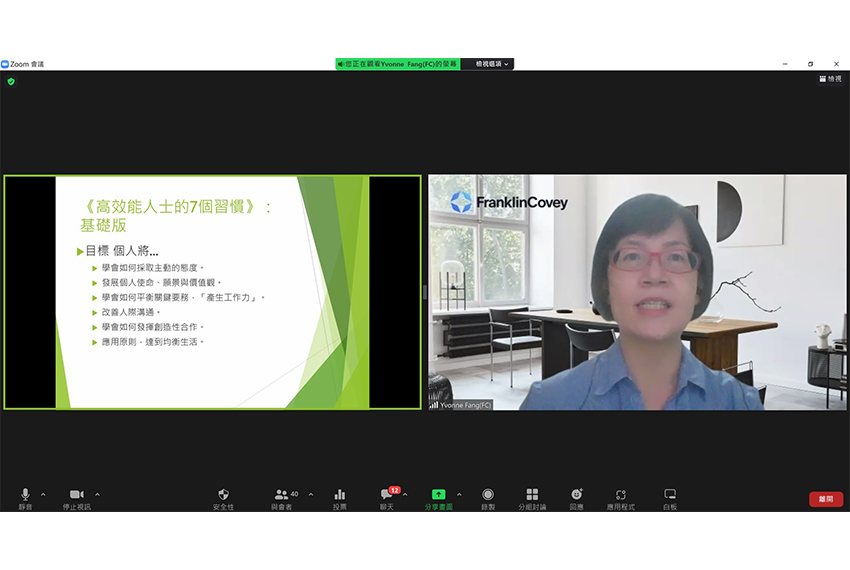 Zoom 會議
您正在觀看Yvonne Fang(FC)的螢幕
檢視選項
檢視
《高效能人士的7個習慣》：
基礎版
目標 個人將...
學會如何採取主動的態度。
發展個人使命、願景與價值觀。
學會如何平衡關鍵要務，「產生工作力」。
改善人際溝通。
學會如何發揮創造性合作。
應用原則，達到均衡生活。
FranklinCovey
Yvonne Fang(FC)
靜音
停止視訊
安全性
40
與會者
投票
12
聊天
分享畫面
錄製
分組討論
回應
應用程式
白板
離開